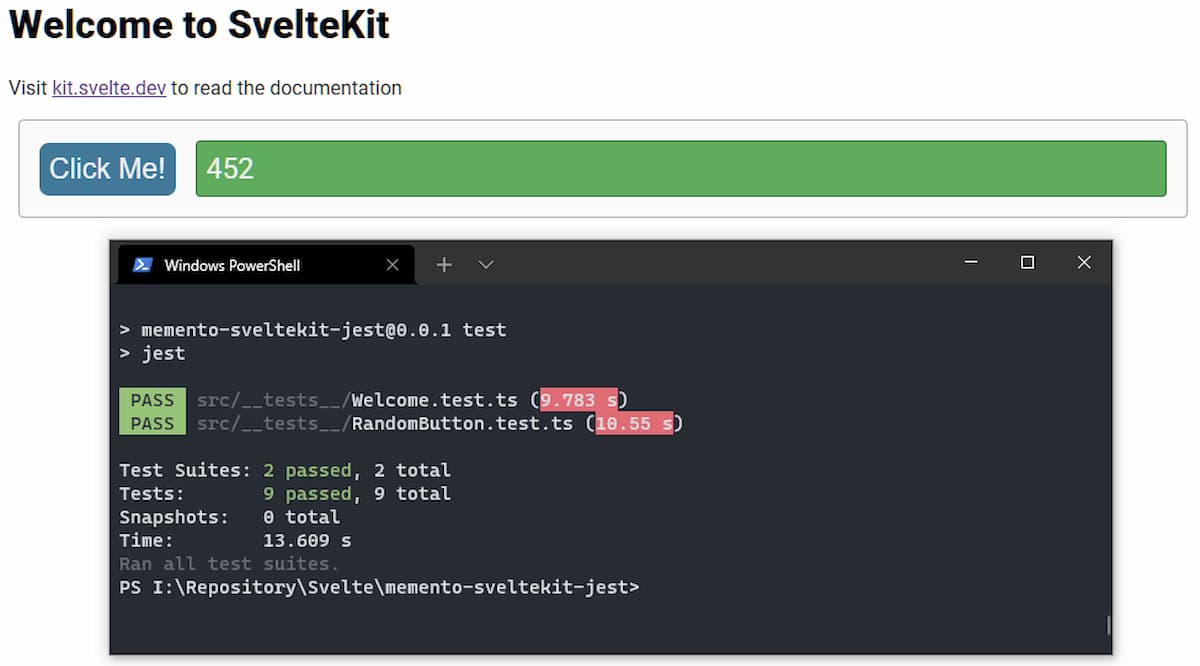 Welcome to SvelteKit
Visit kit.svelte.dev to read the documentation
Click Me! 452
Windows PowerShell
> memento-sveltekit-jest@0.0.1 test
> jest
PASS src/__tests__/Welcome.test.ts (9.783 s)
PASS src/__tests__/RandomButton.test.ts (10.55 s)
Test Suites: 2 passed, 2 total
Tests: 9 passed, 9 total
Snapshots: 0 total
Time: 13.609 s
Ran all test suites.
PS I:\Repository\Svelte\memento-sveltekit-jest>